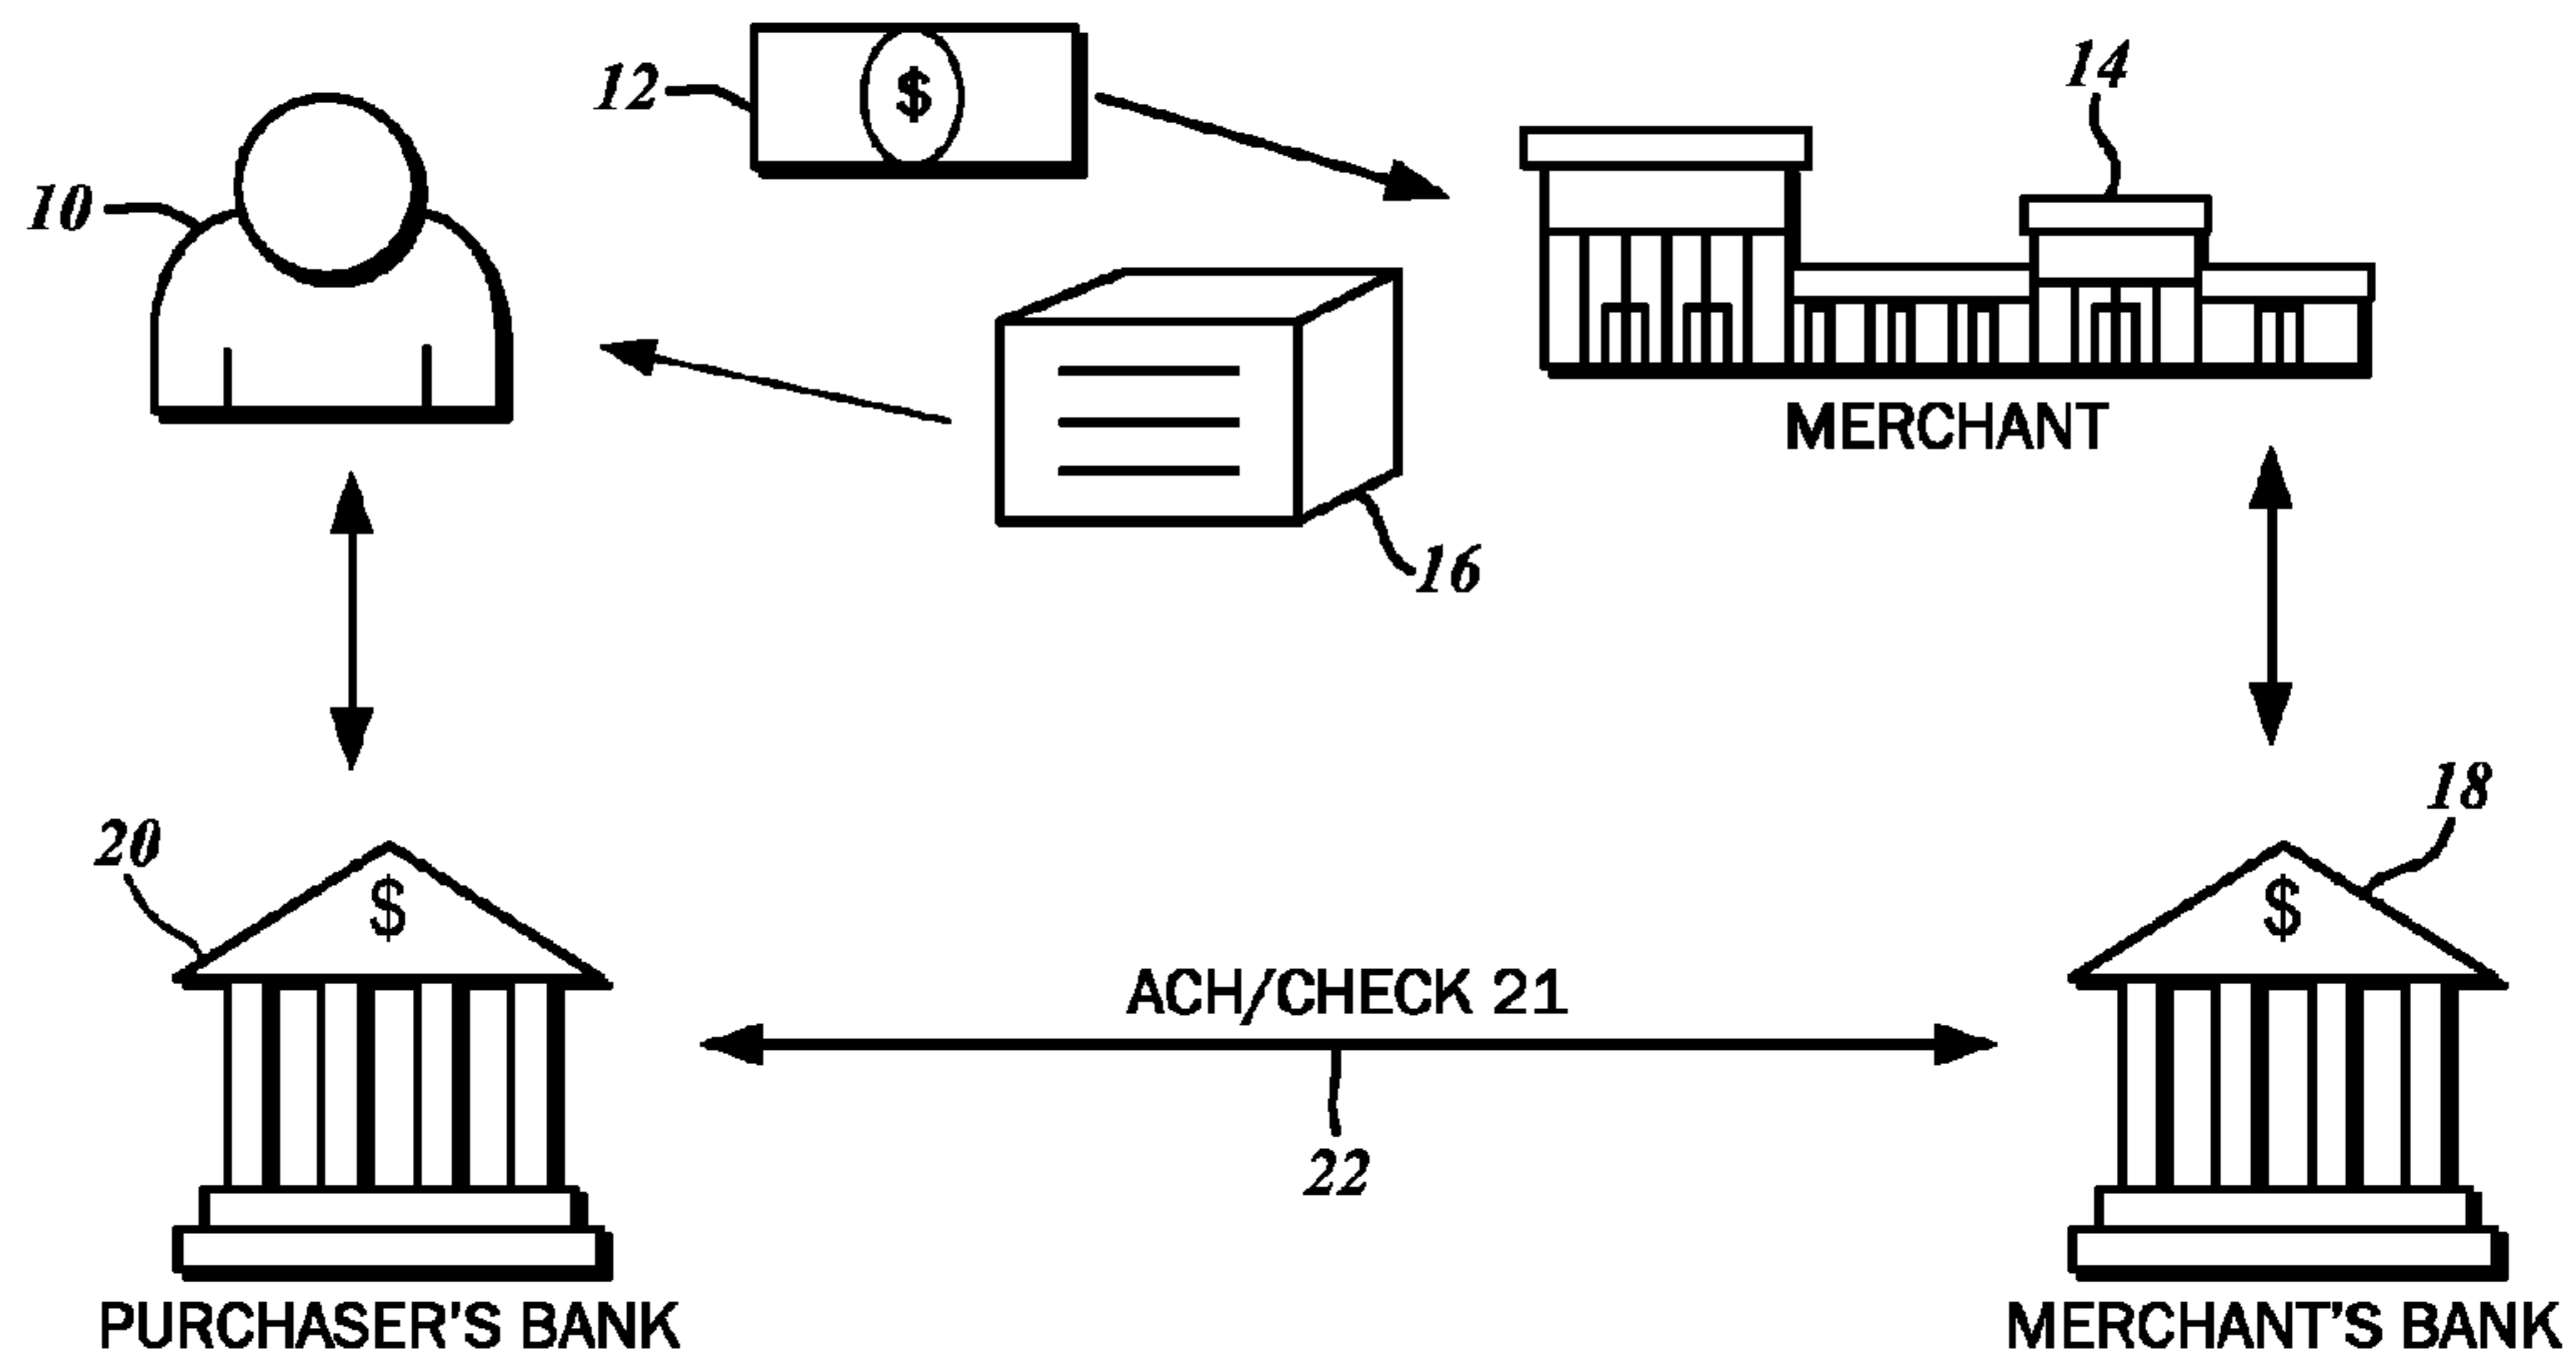 12
$
14
10
MERCHANT
16
18
20
$
$
ACH/CHECK 21
22
PURCHASER'S BANK
MERCHANT'S BANK